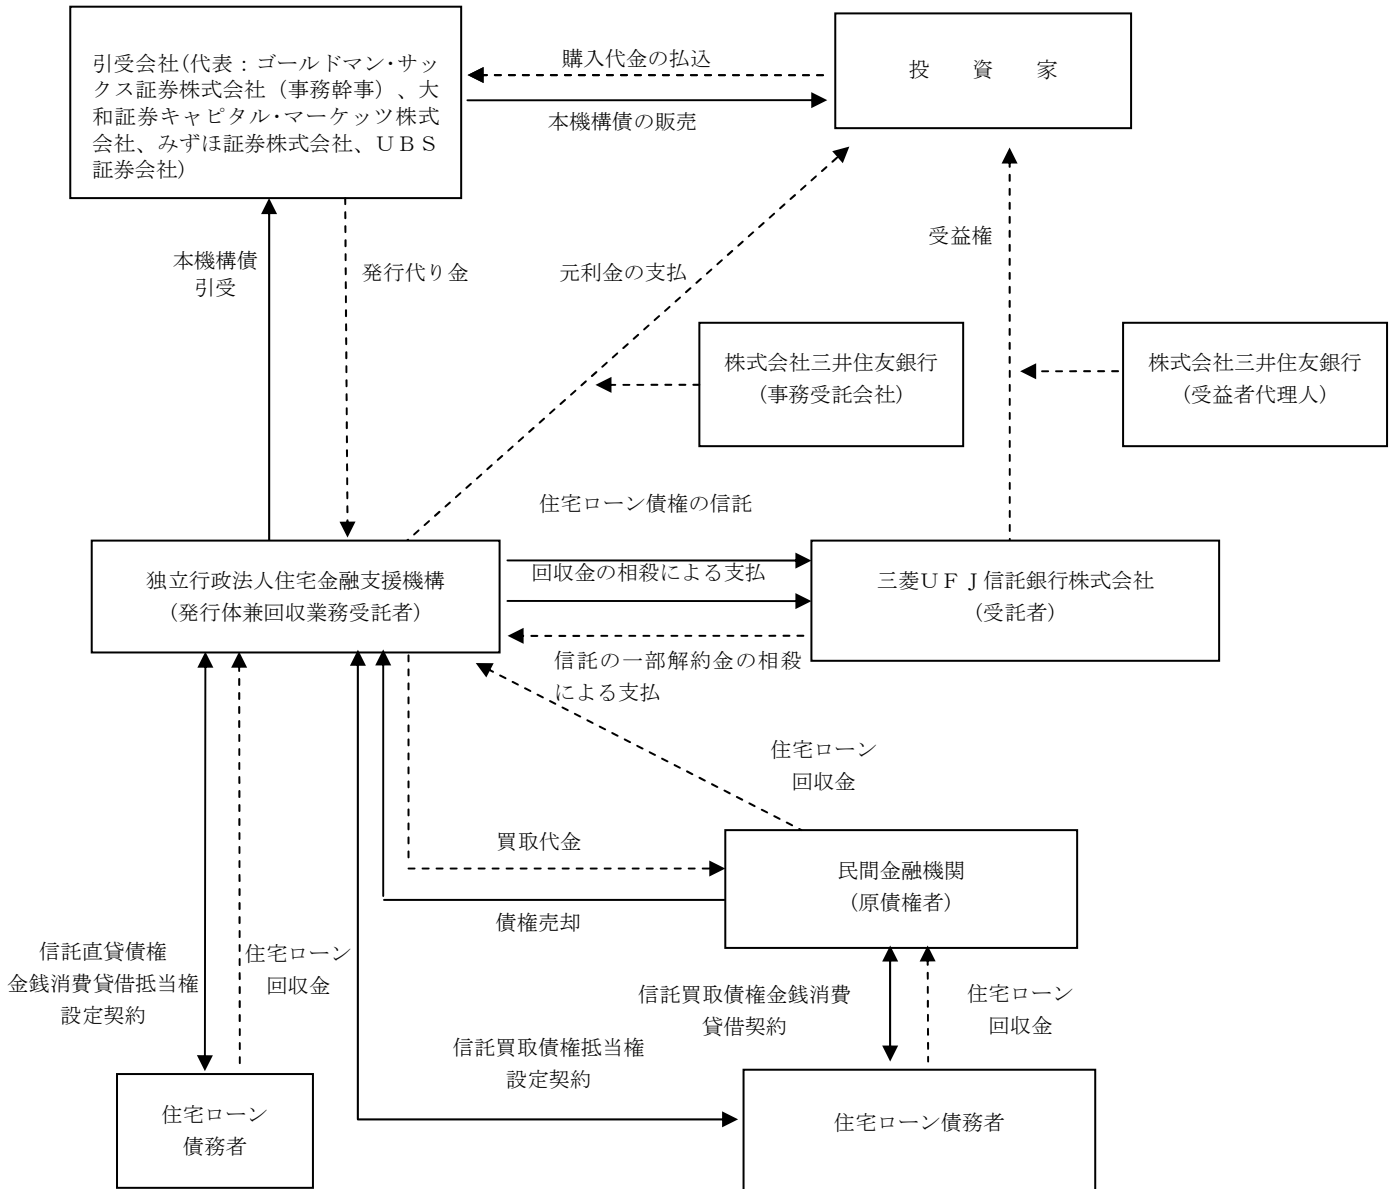 引受会社(代表：ゴールドマン・サッ
クス証券株式会社（事務幹事）、大
和証券キャピタル・マーケッツ株式
会社、みずほ証券株式会社、ＵＢＳ
証券会社)
購入代金の払込
本機構債の販売
投　資　家
本機構債
引受
発行代り金
元利金の支払
受益権
株式会社三井住友銀行
（事務受託会社）
株式会社三井住友銀行
（受益者代理人）
住宅ローン債権の信託
独立行政法人住宅金融支援機構
（発行体兼回収業務受託者）
回収金の相殺による支払
三菱ＵＦＪ信託銀行株式会社
（受託者）
信託の一部解約金の相殺
による支払
住宅ローン
回収金
買取代金
債権売却
民間金融機関
（原債権者）
信託直貸債権
金銭消費貸借抵当権
設定契約
住宅ローン
回収金
信託買取債権金銭消費
貸借契約
住宅ローン
回収金
信託買取債権抵当権
設定契約
住宅ローン
債務者
住宅ローン債務者